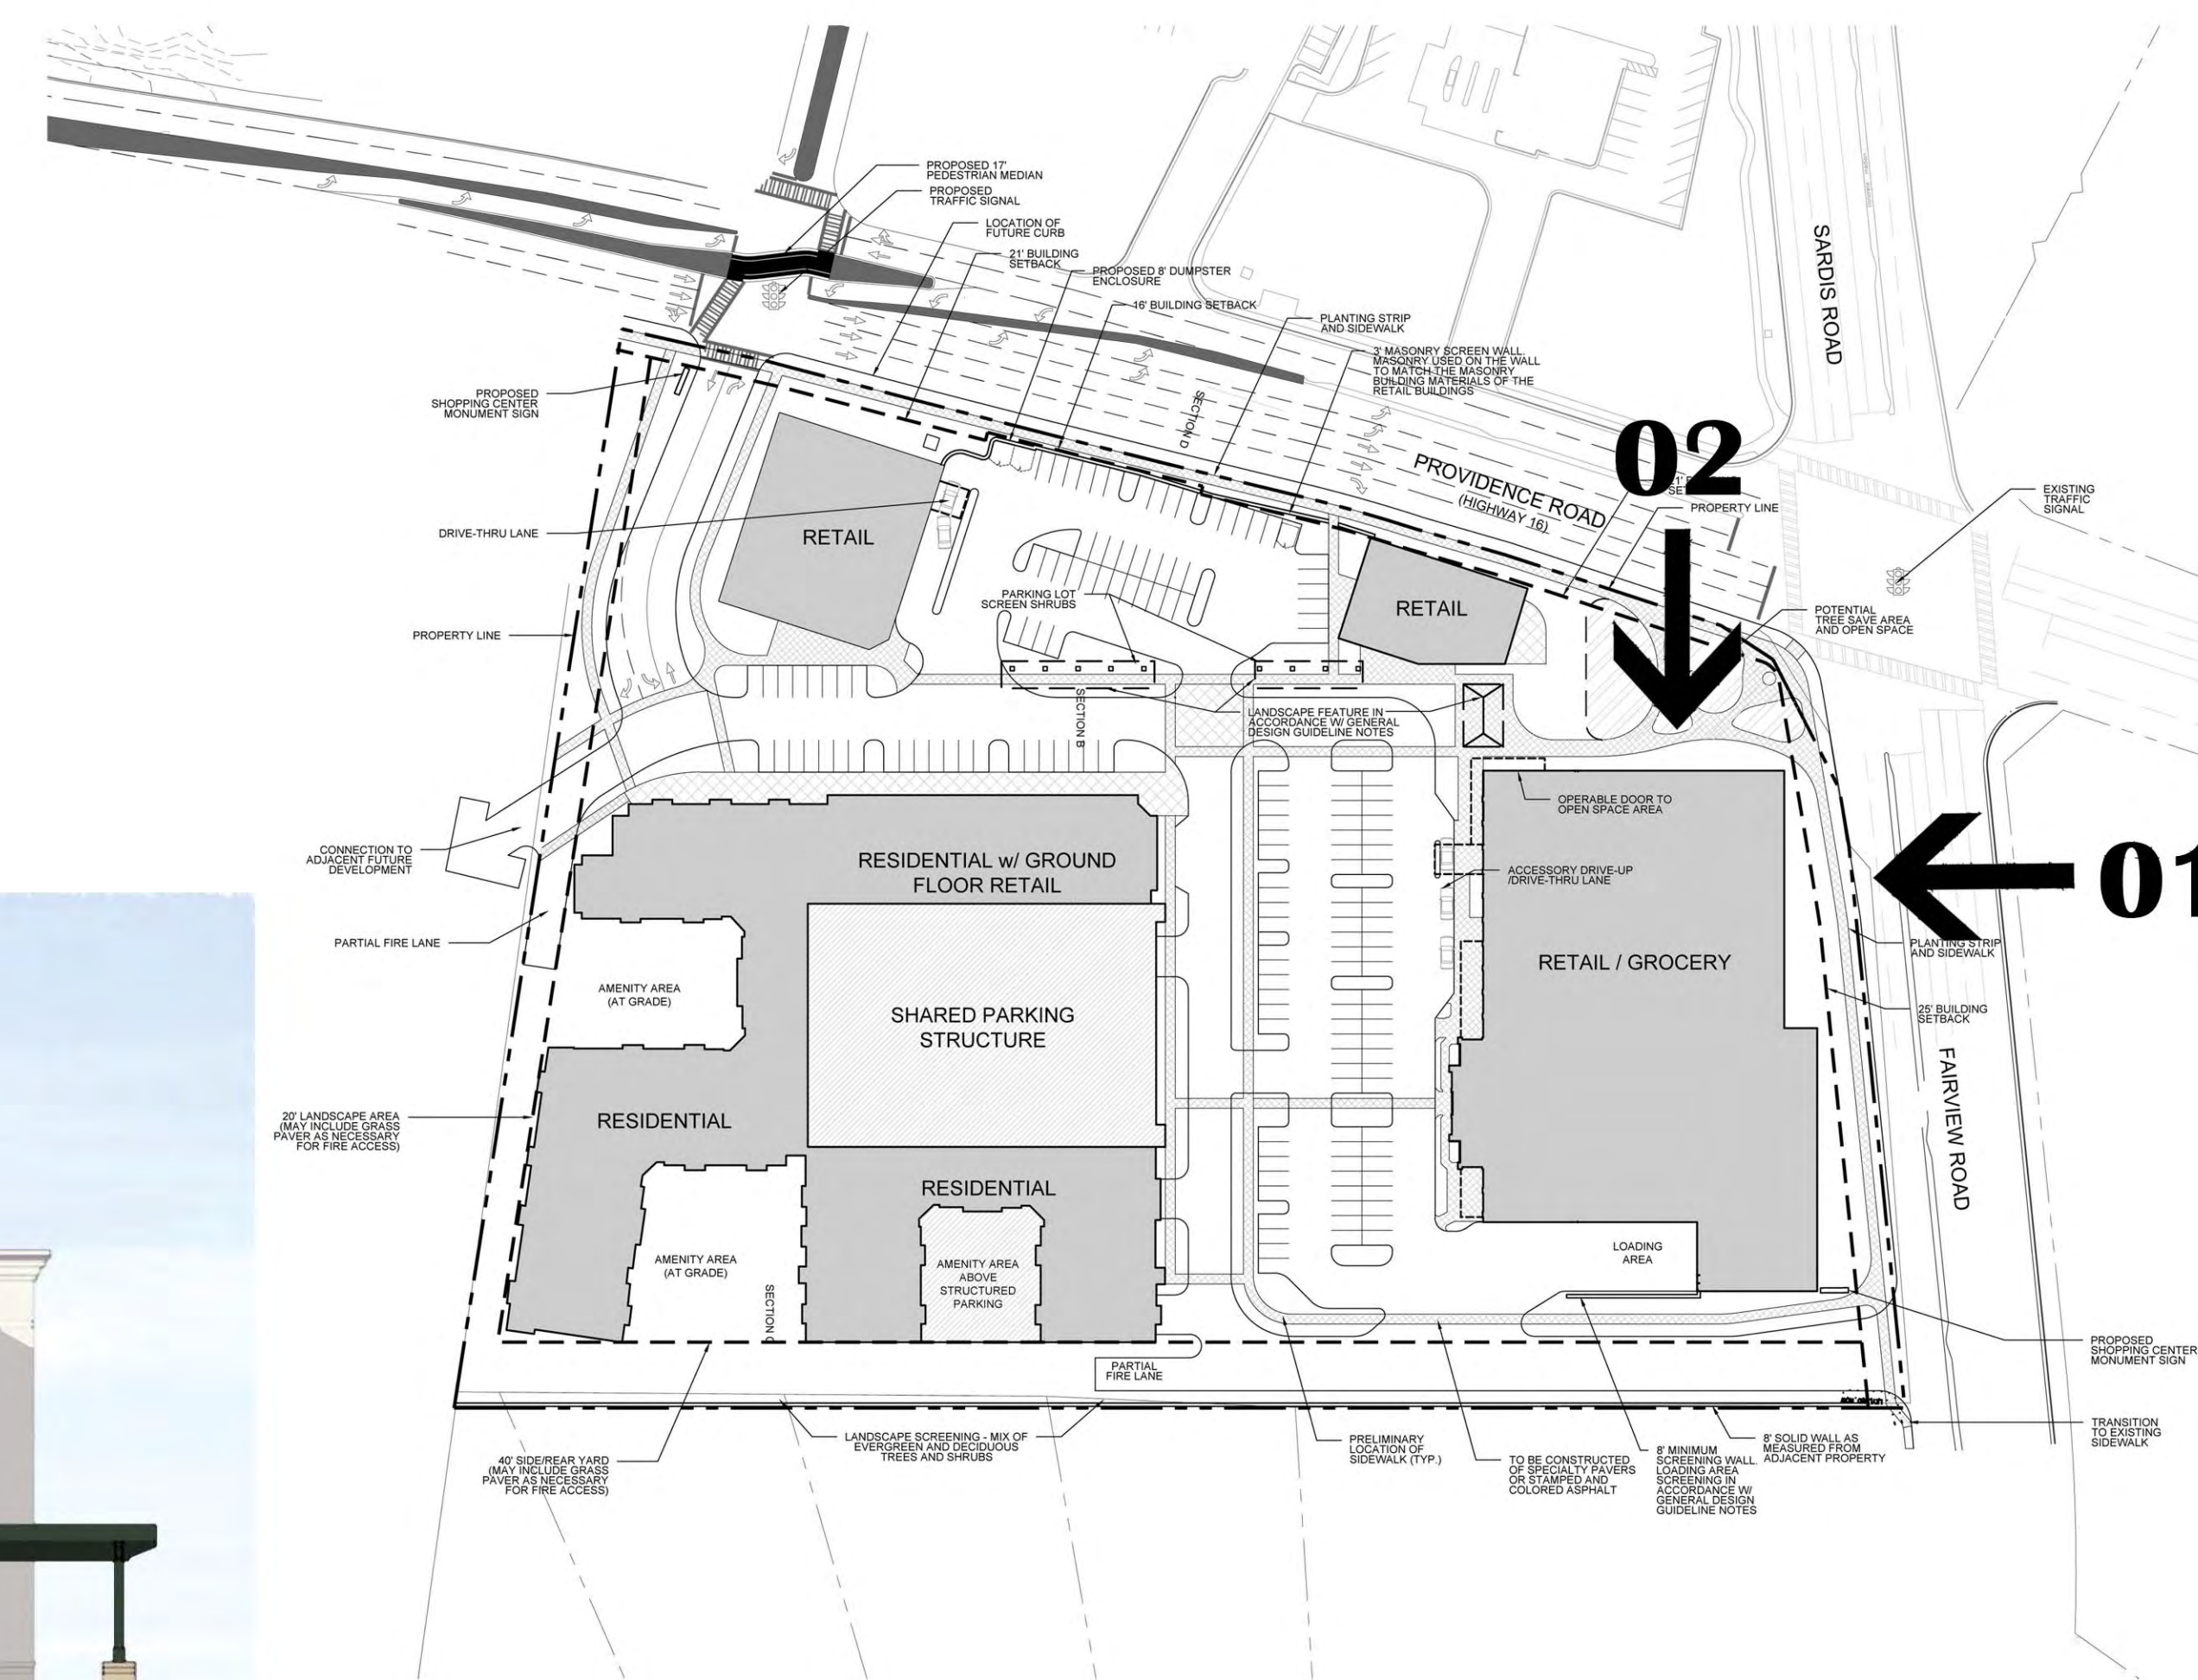 PROPOSED 17'
PEDESTRIAN MEDIAN
PROPOSED
TRAFFIC SIGNAL
LOCATION OF
FUTURE CURB
21' BUILDING
SETBACK
PROPOSED 8' DUMPSTER
ENCLOSURE
16' BUILDING SETBACK
PLANTING STRIP
AND SIDEWALK
3' MASONRY SCREEN WALL.
MASONRY USED ON THE WALL
TO MATCH THE MASONRY
BUILDING MATERIALS OF THE
RETAIL BUILDINGS
SARDIS ROAD
PROPOSED
SHOPPING CENTER
MONUMENT SIGN
SECTION D
PROVIDENCE ROAD
(HIGHWAY 16)
02
PROPERTY LINE
EXISTING
TRAFFIC
SIGNAL
DRIVE-THRU LANE
RETAIL
PARKING LOT
SCREEN SHRUBS
RETAIL
POTENTIAL
TREE SAVE AREA
AND OPEN SPACE
PROPERTY LINE
SECTION B
LANDSCAPE FEATURE IN
ACCORDANCE W/ GENERAL
DESIGN GUIDELINE NOTES
OPERABLE DOOR TO
OPEN SPACE AREA
CONNECTION TO
ADJACENT FUTURE
DEVELOPMENT
RESIDENTIAL w/ GROUND
FLOOR RETAIL
ACCESSORY DRIVE-UP
/DRIVE-THRU LANE
01
PARTIAL FIRE LANE
PLANTING STRIP
AND SIDEWALK
RETAIL / GROCERY
AMENITY AREA
(AT GRADE)
SHARED PARKING
STRUCTURE
25' BUILDING
SETBACK
FAIRVIEW ROAD
20' LANDSCAPE AREA
(MAY INCLUDE GRASS
PAVER AS NECESSARY
FOR FIRE ACCESS)
RESIDENTIAL
RESIDENTIAL
AMENITY AREA
(AT GRADE)
SECTION
AMENITY AREA
ABOVE
STRUCTURED
PARKING
LOADING
AREA
PROPOSED
SHOPPING CENTER
MONUMENT SIGN
PARTIAL
FIRE LANE
40' SIDE/REAR YARD
(MAY INCLUDE GRASS
PAVER AS NECESSARY
FOR FIRE ACCESS)
LANDSCAPE SCREENING - MIX OF
EVERGREEN AND DECIDUOUS
TREES AND SHRUBS
PRELIMINARY
LOCATION OF
SIDEWALK (TYP.)
TO BE CONSTRUCTED
OF SPECIALTY PAVERS
OR STAMPED AND
COLORED ASPHALT
8' MINIMUM
SCREENING WALL.
LOADING AREA
SCREENING IN
ACCORDANCE W/
GENERAL DESIGN
GUIDELINE NOTES
8' SOLID WALL AS
MEASURED FROM
ADJACENT PROPERTY
TRANSITION
TO EXISTING
SIDEWALK